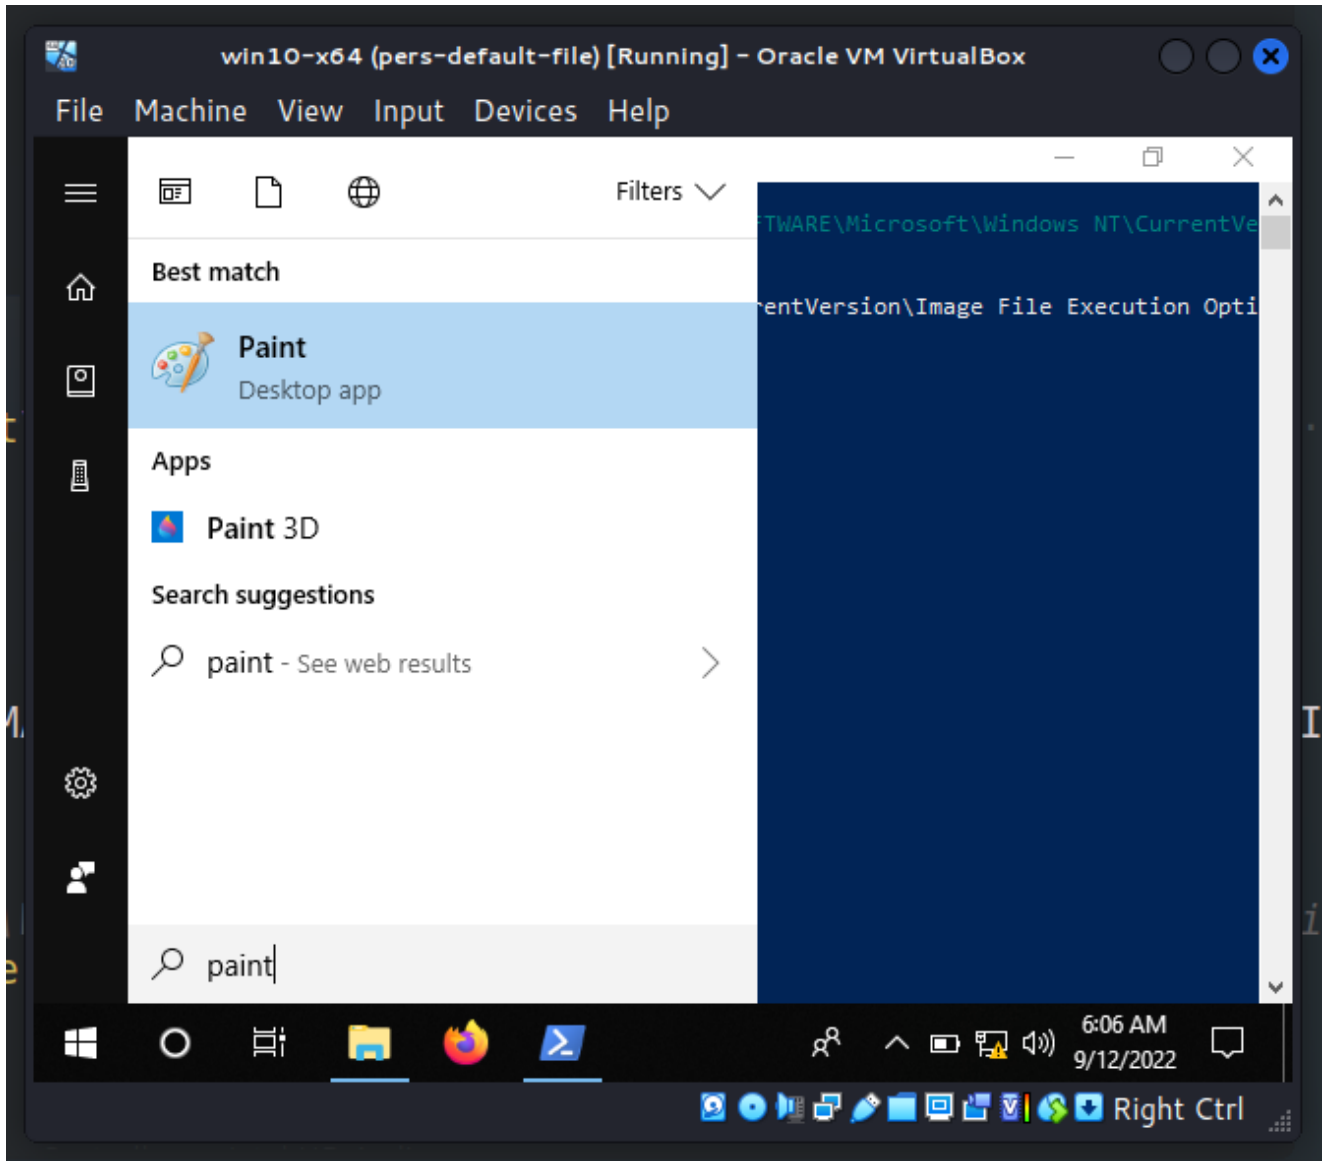 win10-x64 (pers-default-file) [Running] - Oracle VM VirtualBox
File Machine View Input Devices Help
Filters
Best match
Paint
Desktop app
Apps
Paint 3D
Search suggestions
paint - See web results
paint
TWARE\Microsoft\Windows NT\CurrentVe
entVersion\Image File Execution Opti
6:06 AM
9/12/2022
Right Ctrl